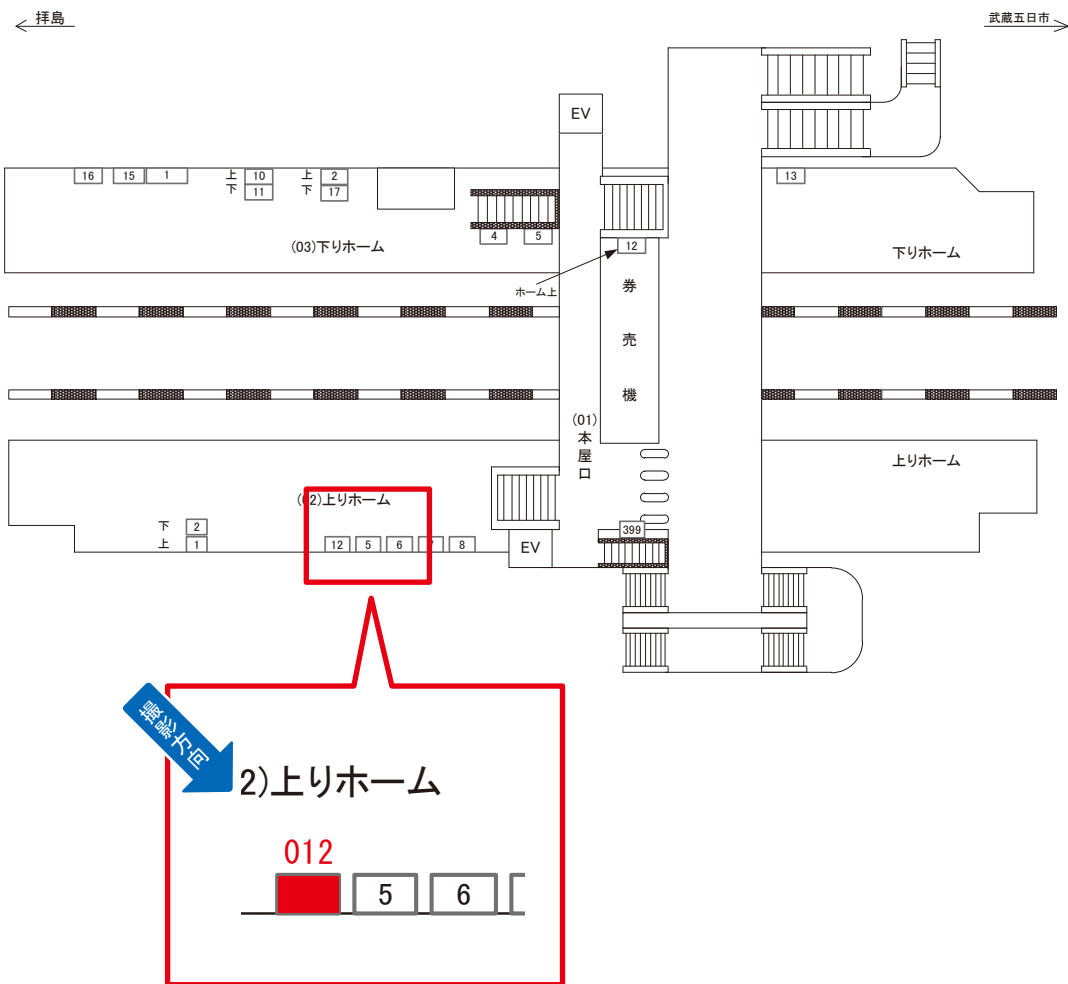 拝島
武蔵五日市
EV
16
15
1
上
10
下
11
上
2
下
17
13
4
5
12
(03)下りホーム
下りホーム
ホーム上
券売機
(01)本屋口
上りホーム
(02)上りホーム
下
2
上
1
12
5
6
7
8
EV
399
撮影方向
2)上りホーム
012
5
6